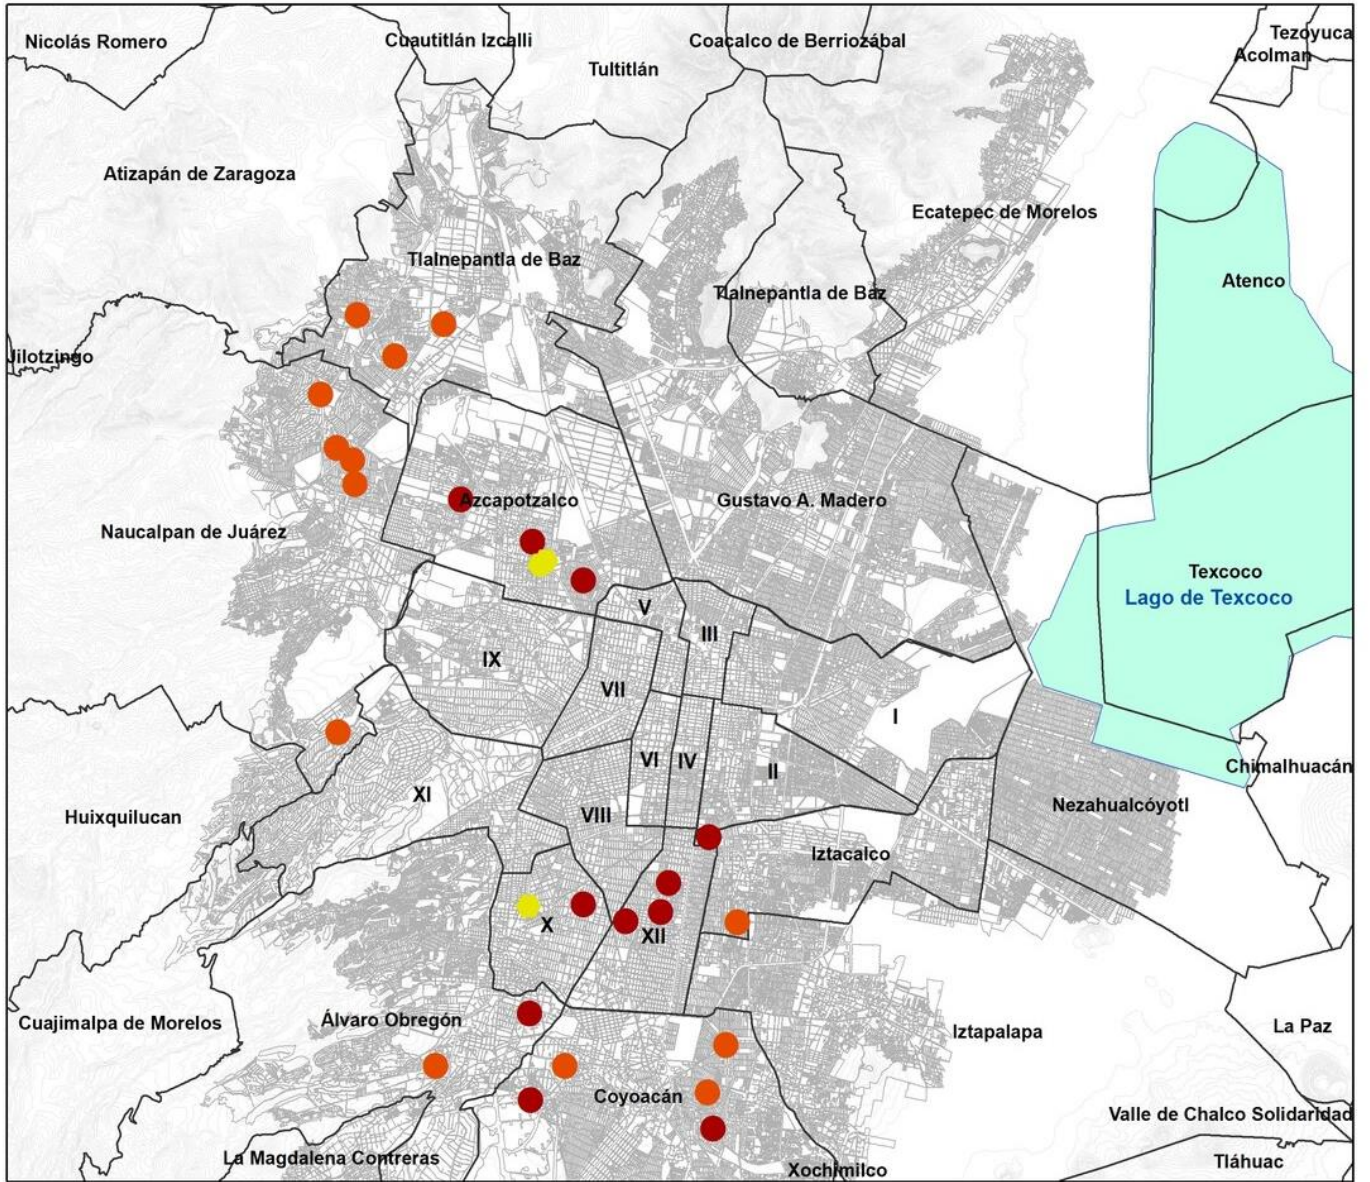 Nicolás Romero
Cuautitlán Izcalli
Coacalco de Berriozábal
Tezoyuca
Acolman
Tultitlán
Atizapán de Zaragoza
Ecatepec de Morelos
Tlalnepantla de Baz
Atenco
Tlalnepantla de Baz
Jilotzingo
Azcapotzalco
Gustavo A. Madero
Naucalpan de Juárez
Texcoco
Lago de Texcoco
V
III
IX
VII
I
VI
IV
II
Chimalhuacán
XI
Nezahualcóyotl
Huixquilucan
VIII
Iztacalco
X
XII
Cuajimalpa de Morelos
Álvaro Obregón
Iztapalapa
La Paz
Coyoacán
Valle de Chalco Solidaridad
La Magdalena Contreras
Xochimilco
Tláhuac